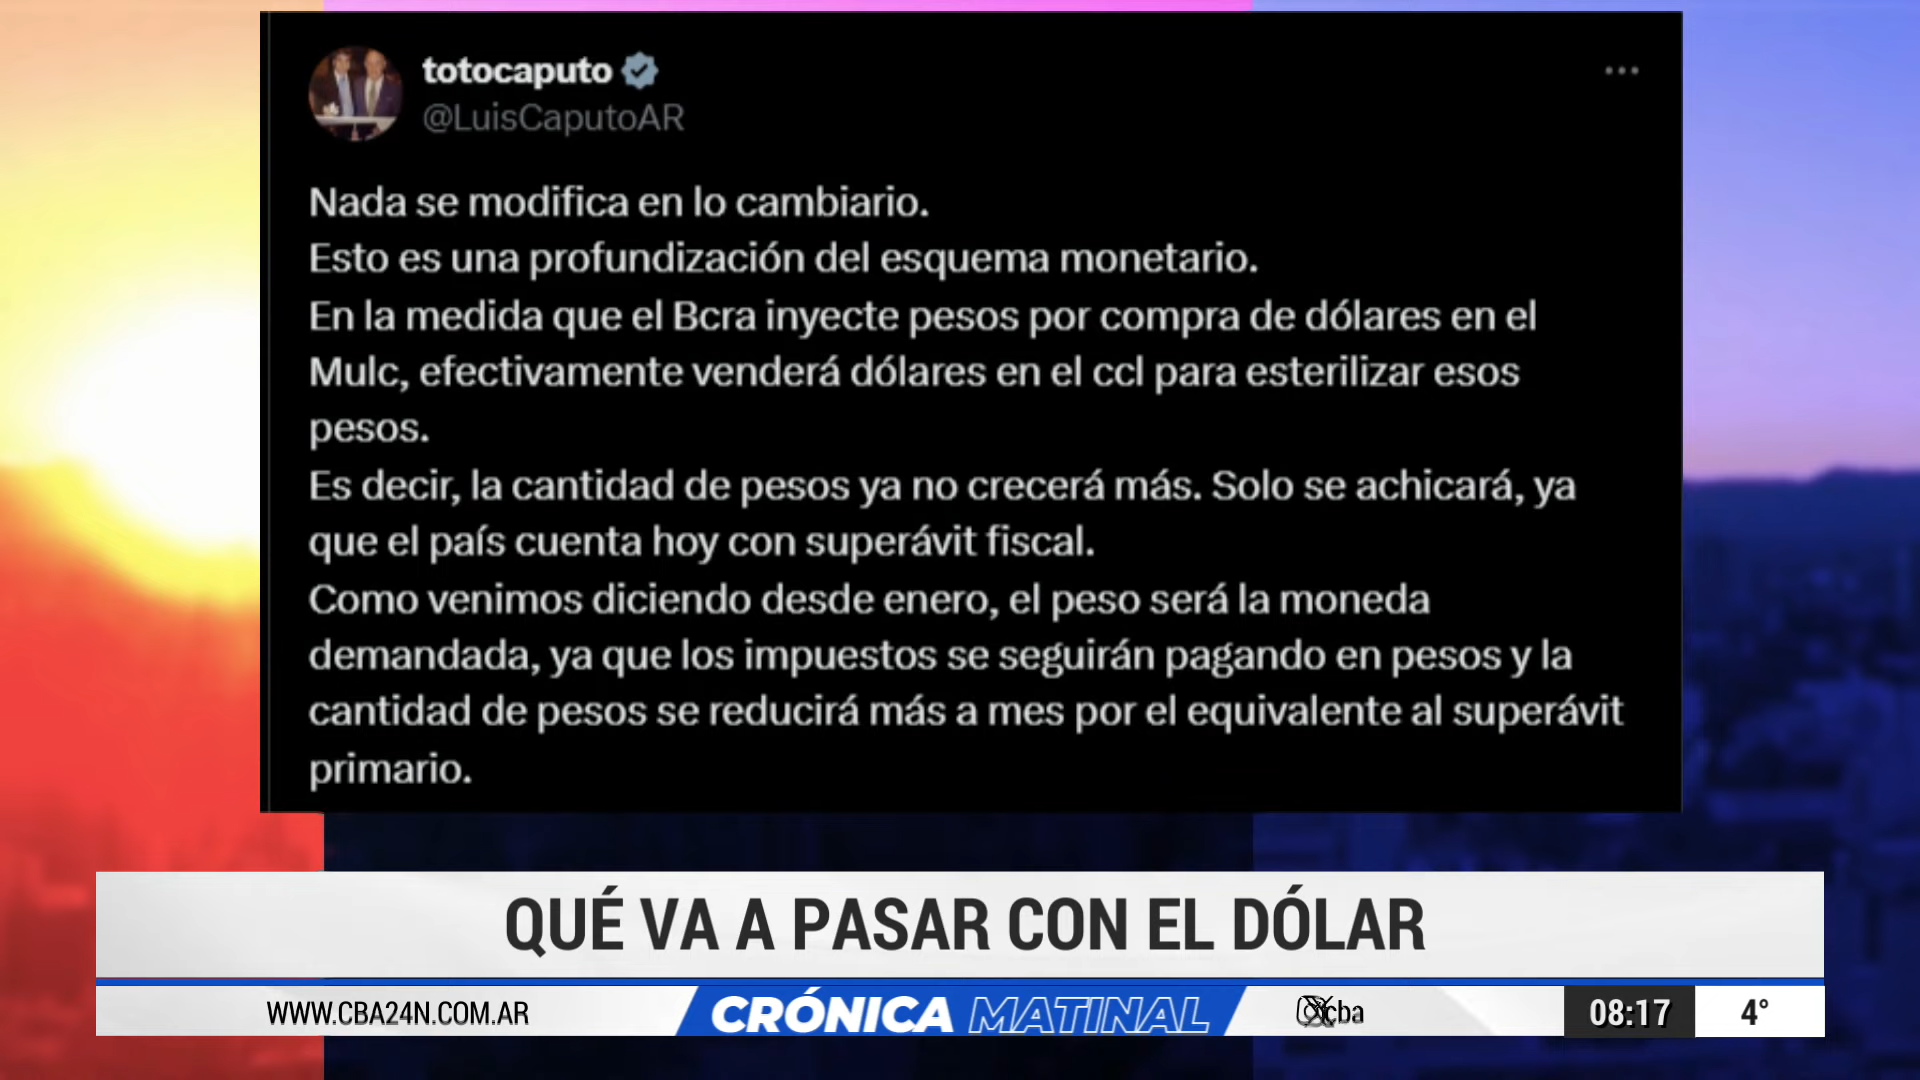 totocaputo
@LuisCaputoAR
Nada se modifica en lo cambiario.
Esto es una profundización del esquema monetario.
En la medida que el Bcra inyecte pesos por compra de dólares en el
Mulc, efectivamente venderá dólares en el ccl para esterilizar esos
pesos.
Es decir, la cantidad de pesos ya no crecerá más. Solo se achicará, ya
que el país cuenta hoy con superávit fiscal.
Como venimos diciendo desde enero, el peso será la moneda
demandada, ya que los impuestos se seguirán pagando en pesos y la
cantidad de pesos se reducirá más a mes por el equivalente al superávit
primario.
QUÉ VA A PASAR CON EL DÓLAR
WWW.CBA24N.COM.AR
CRÓNICA MATINAL
cba
08:17
4°